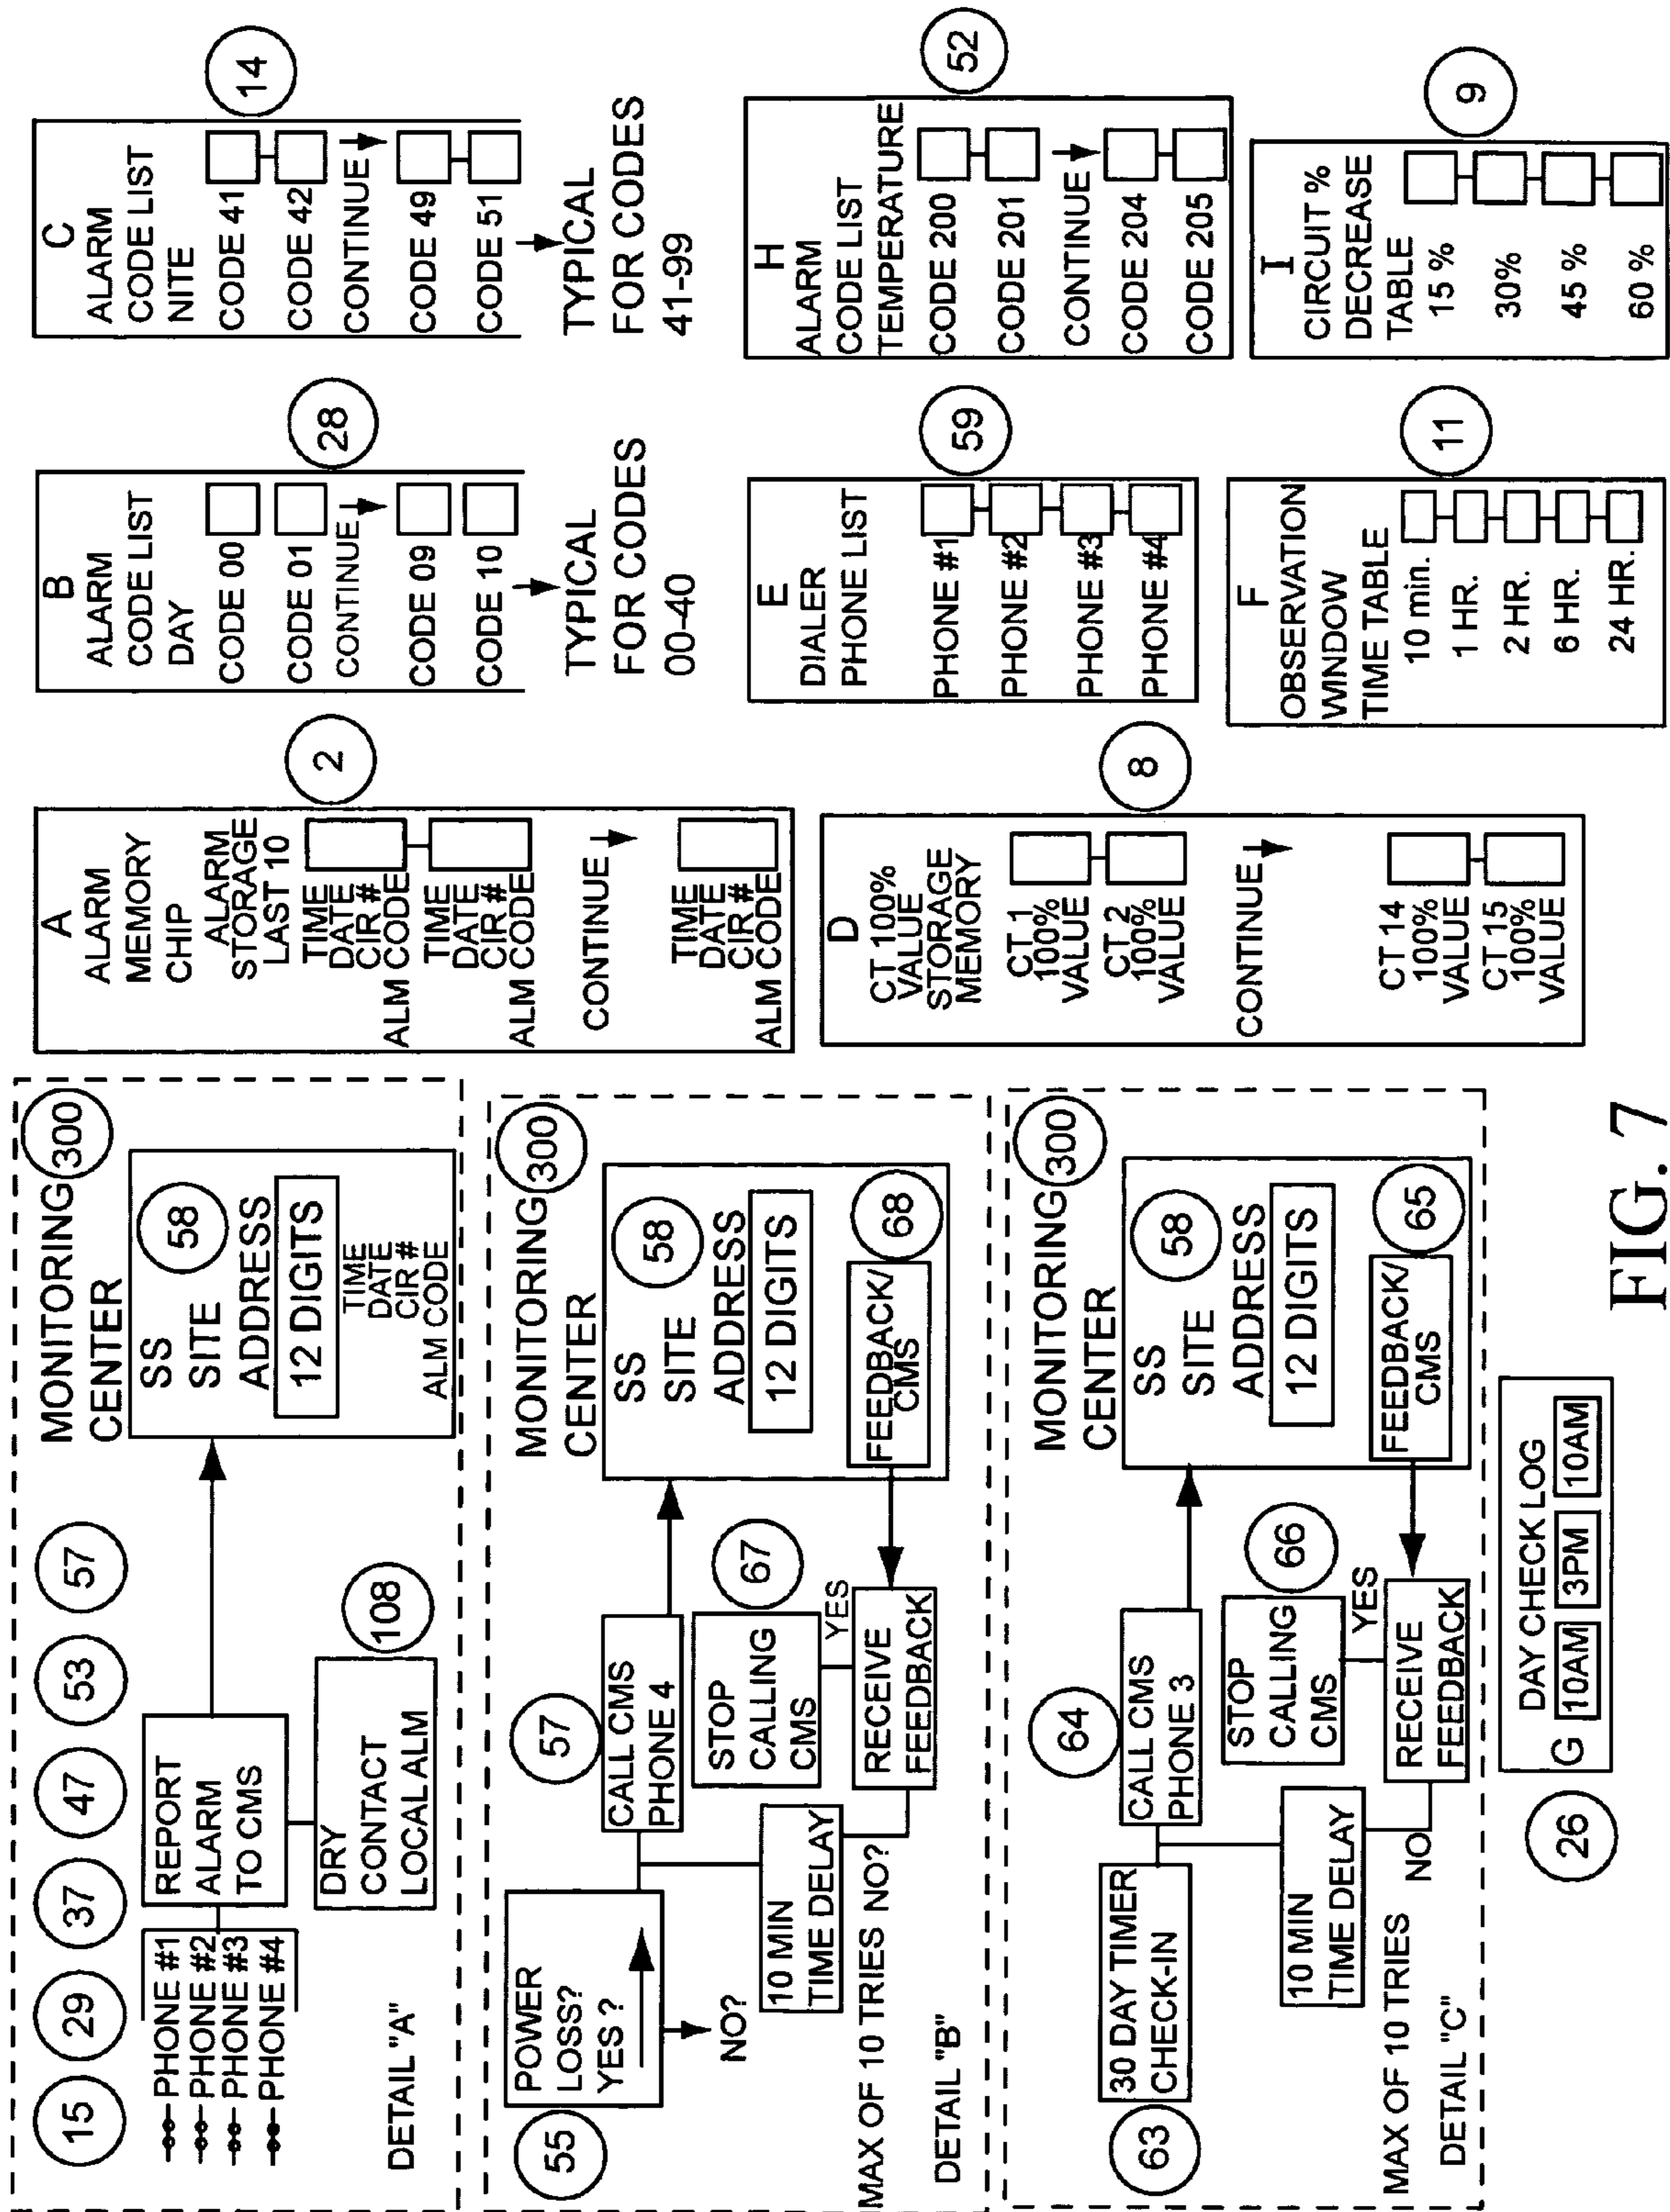 15
29
37
47
53
57
PHONE #1
PHONE #2
PHONE #3
PHONE #4
REPORT
ALARM
TO CMS
DRY
CONTACT
LOCAL ALM
108
MONITORING
CENTER
300
SS
SITE
58
ADDRESS
12 DIGITS
TIME
DATE
CIR #
ALM CODE
DETAIL "A"
55
POWER
LOSS?
YES ?
NO?
57
CALL CMS
PHONE 4
STOP
CALLING
CMS
67
YES
RECEIVE
FEEDBACK
10 MIN
TIME DELAY
MAX OF 10 TRIES NO?
MONITORING
CENTER
300
SS
SITE
58
ADDRESS
12 DIGITS
FEEDBACK/
CMS
68
DETAIL "B"
63
30 DAY TIMER
CHECK-IN
64
CALL CMS
PHONE 3
STOP
CALLING
CMS
66
YES
RECEIVE
FEEDBACK
10 MIN
TIME DELAY
NO
MAX OF 10 TRIES
MONITORING
CENTER
300
SS
SITE
58
ADDRESS
12 DIGITS
FEEDBACK/
CMS
65
DETAIL "C"
26
G
DAY CHECK LOG
10AM 3PM 10AM
A
ALARM
MEMORY
CHIP
ALARM
STORAGE
LAST 10
TIME
DATE
CIR #
ALM CODE
TIME
DATE
CIR #
ALM CODE
CONTINUE
TIME
DATE
CIR #
ALM CODE
2
B
ALARM
CODE LIST
DAY
CODE 00
CODE 01
CONTINUE
CODE 09
CODE 10
TYPICAL
FOR CODES
00-40
28
C
ALARM
CODE LIST
NITE
CODE 41
CODE 42
CONTINUE
CODE 49
CODE 51
TYPICAL
FOR CODES
41-99
14
D
CT 100%
VALUE
STORAGE
MEMORY
CT 1
100%
VALUE
CT 2
100%
VALUE
CONTINUE
CT 14
100%
VALUE
CT 15
100%
VALUE
8
E
DIALER
PHONE LIST
PHONE #1
PHONE #2
PHONE #3
PHONE #4
59
H
ALARM
CODE LIST
TEMPERATURE
CODE 200
CODE 201
CONTINUE
CODE 204
CODE 205
52
F
OBSERVATION
WINDOW
TIME TABLE
10 min.
1 HR.
2 HR.
6 HR.
24 HR.
11
I
CIRCUIT %
DECREASE
TABLE
15 %
30%
45 %
60 %
9
FIG. 7